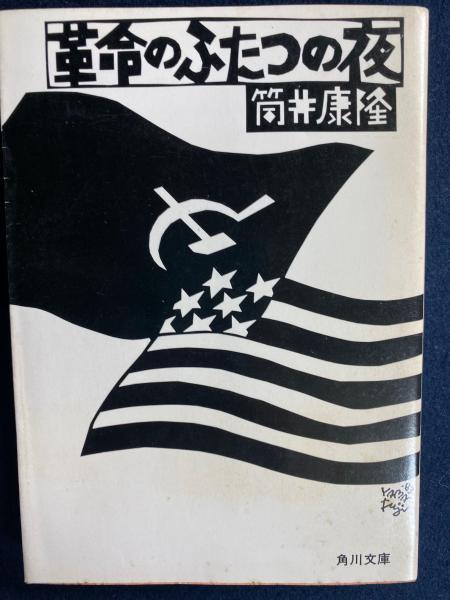 革命のふたつの夜
筒井康隆
角川文庫